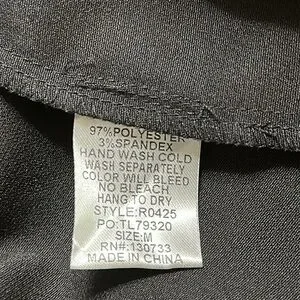 97%POLYESTER
3%SPANDEX
HAND WASH COLD
WASH SEPARATELY
COLOR WILL BLEED
NO BLEACH
HANG TO DRY
STYLE:R0425
PO:TL79320
SIZE:M
RN#:130733
MADE IN CHINA